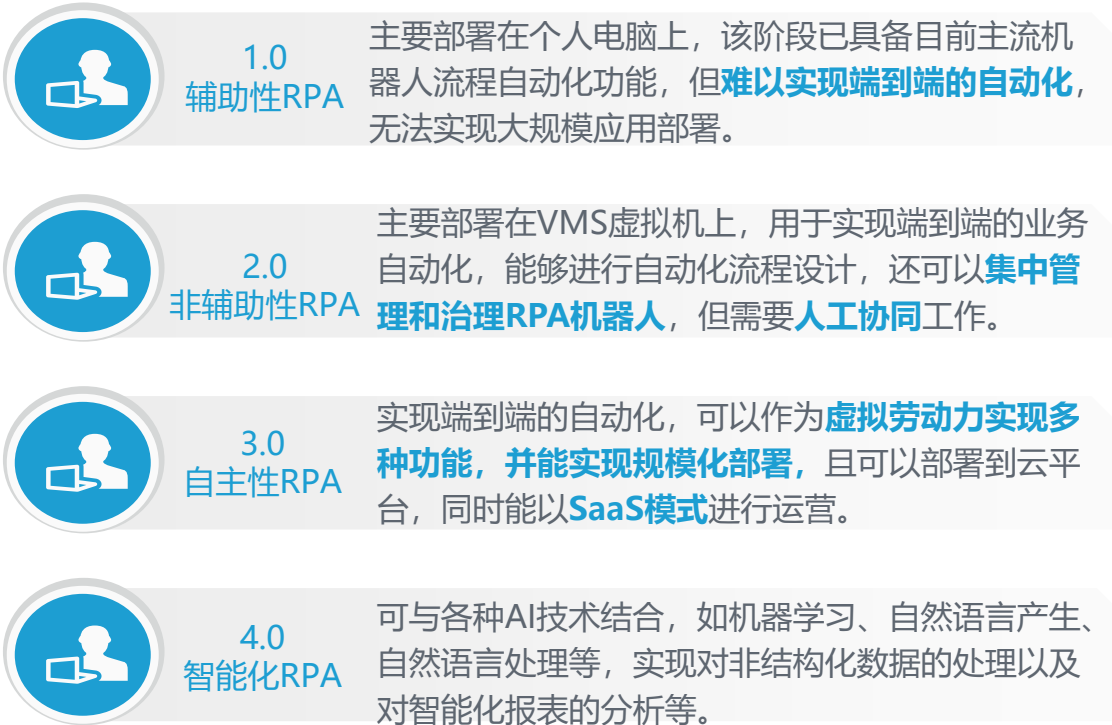 1.0
辅助性RPA
主要部署在个人电脑上，该阶段已具备目前主流机
器人流程自动化功能，但难以实现端到端的自动化，
无法实现大规模应用部署。
2.0
非辅助性RPA
主要部署在VMS虚拟机上，用于实现端到端的业务
自动化，能够进行自动化流程设计，还可以集中管
理和治理RPA机器人，但需要人工协同工作。
3.0
自主性RPA
实现端到端的自动化，可以作为虚拟劳动力实现多
种功能，并能实现规模化部署，且可以部署到云平
台，同时能以SaaS模式进行运营。
4.0
智能化RPA
可与各种AI技术结合，如机器学习、自然语言产生、
自然语言处理等，实现对非结构化数据的处理以及
对智能化报表的分析等。